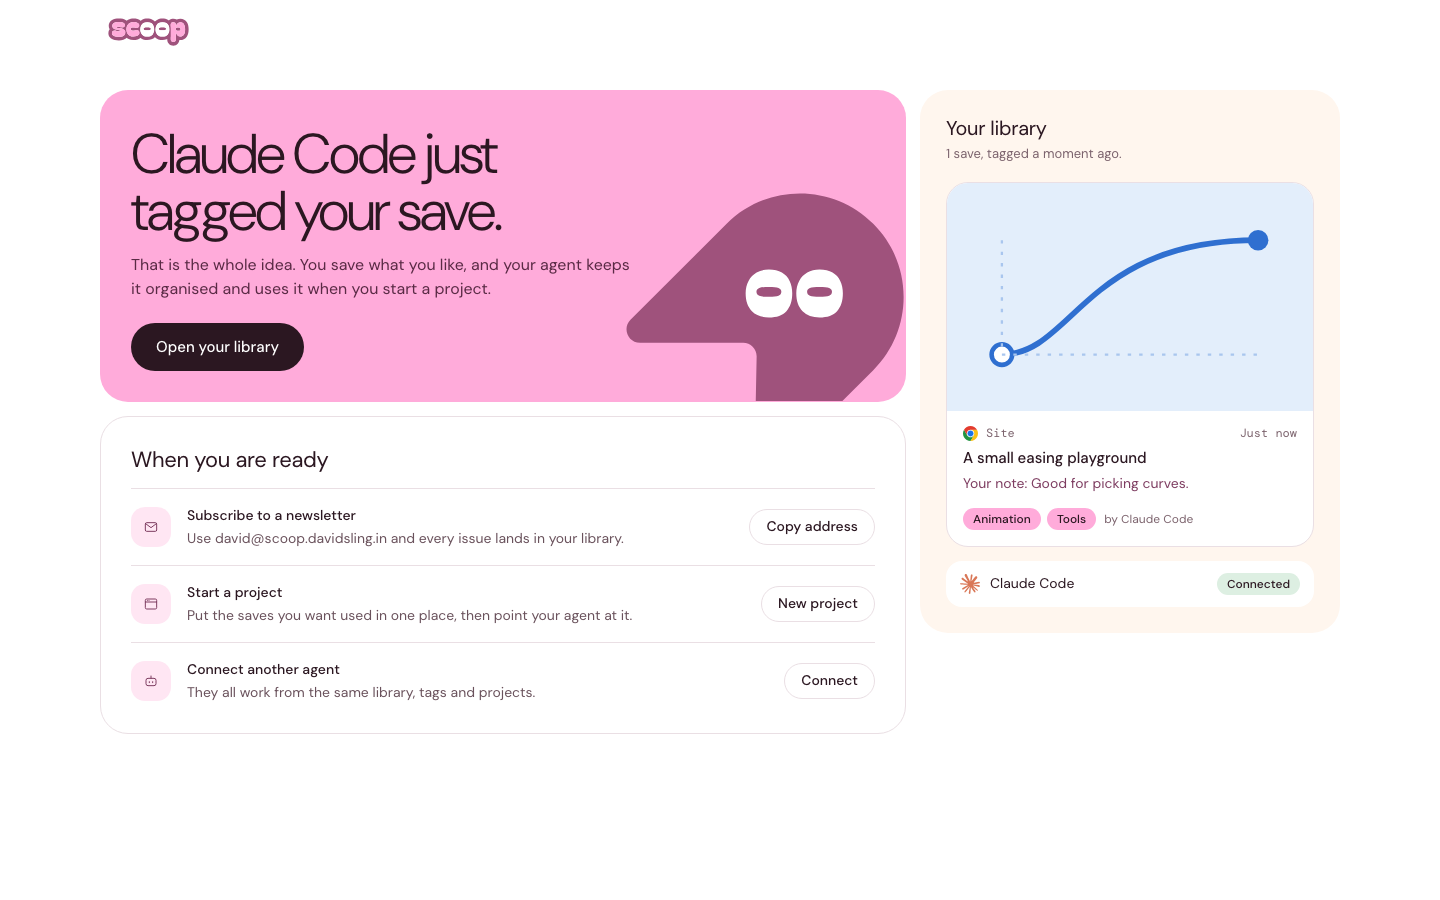 scoop
Claude Code just
tagged your save.
That is the whole idea. You save what you like, and your agent keeps
it organised and uses it when you start a project.
Open your library
When you are ready
Subscribe to a newsletter
Use david@scoop.davidsling.in and every issue lands in your library.
Copy address
Start a project
Put the saves you want used in one place, then point your agent at it.
New project
Connect another agent
They all work from the same library, tags and projects.
Connect
Your library
1 save, tagged a moment ago.
Site
Just now
A small easing playground
Your note: Good for picking curves.
Animation
Tools
by Claude Code
Claude Code
Connected